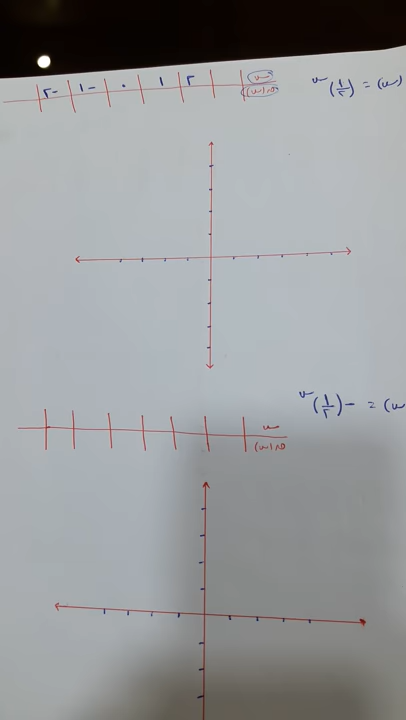 (س) = (١/٢)^س
س ٢ ١ ٠ ١- ٢-
ن(س)
(س) = -(١/٢)^س
س
ن(س)